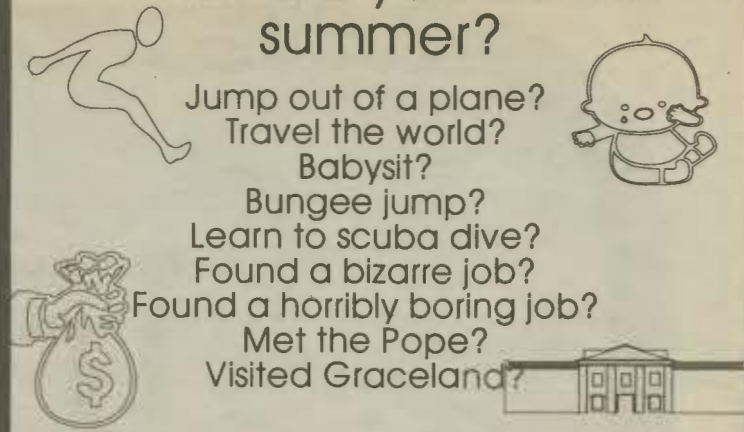 summer?
Jump out of a plane?
Travel the world?
Babysit?
Bungee jump?
Learn to scuba dive?
Found a bizarre job?
Found a horribly boring job?
Met the Pope?
Visited Graceland?
$